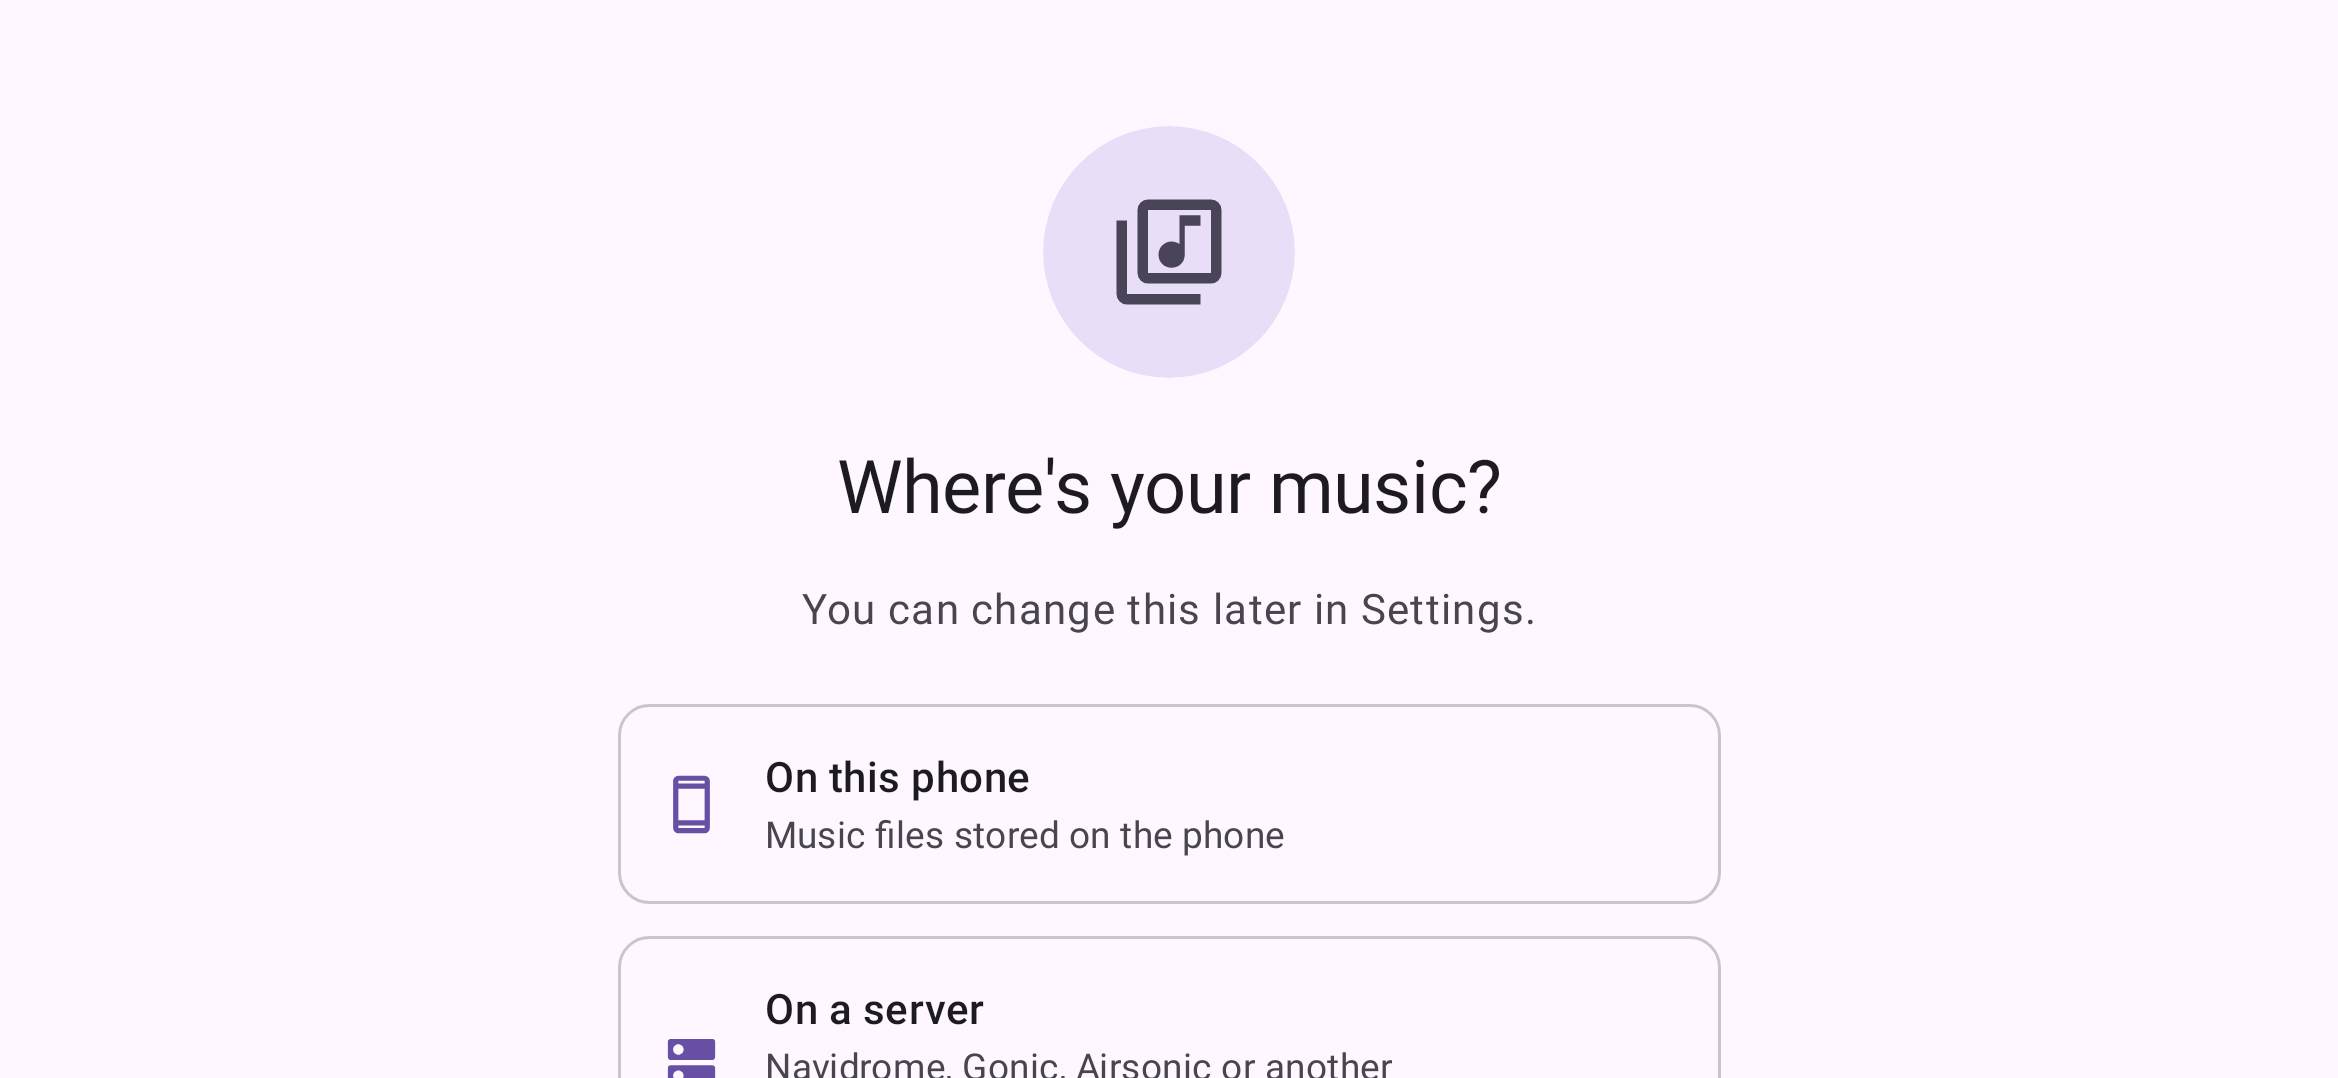 Where's your music?
You can change this later in Settings.
On this phone
Music files stored on the phone
On a server
Navidrome, Gonic, Airsonic or another